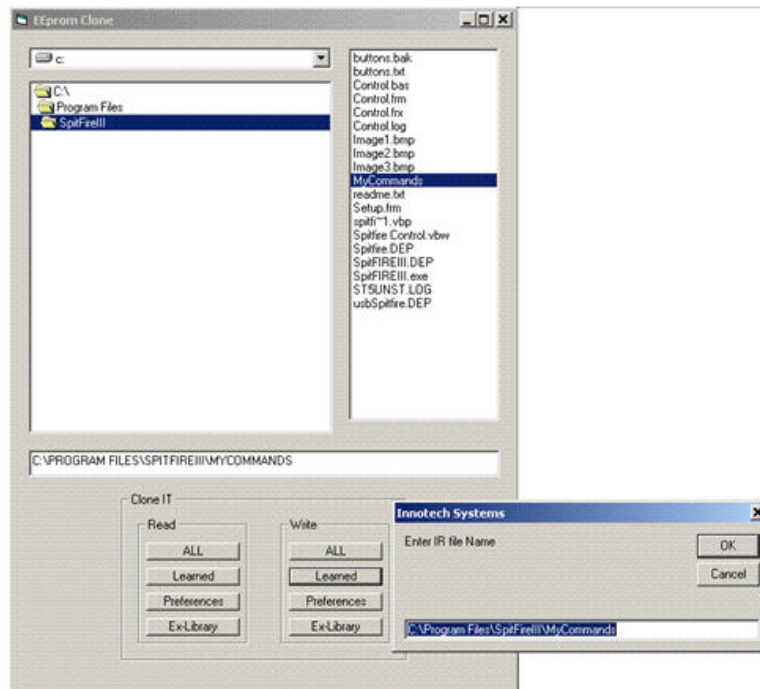 EEprom Clone
c:
C:\
Program Files
SpitFireIII
buttons.bak
buttons.txt
Control.bas
Control.frm
Control.frx
Control.log
Image1.bmp
Image2.bmp
Image3.bmp
MyCommands
readme.txt
Setup.frm
spitfi~1.vbp
Spitfire Control.vbw
Spitfire.DEP
SpitFIREIII.DEP
SpitFIREIII.exe
ST5UNST.LOG
usbSpitfire.DEP
C:\PROGRAM FILES\SPITFIREIII\MYCOMMANDS
Clone IT
Read
ALL
Learned
Preferences
Ex-Library
Write
ALL
Learned
Preferences
Ex-Library
Innotech Systems
Enter IR file Name
OK
Cancel
C:\Program Files\SpitFireIII\MyCommands